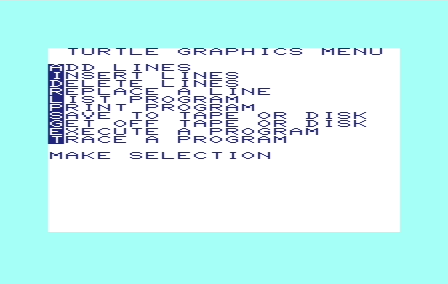 TURTLE GRAPHICS MENU
ADD LINES
INSERT LINES
DELETE LINES
REPLACE A LINE
LIST PROGRAM
PRINT PROGRAM
SAVE TO TAPE OR DISK
GET OFF TAPE OR DISK
EXECUTE A PROGRAM
TRACE A PROGRAM
MAKE SELECTION